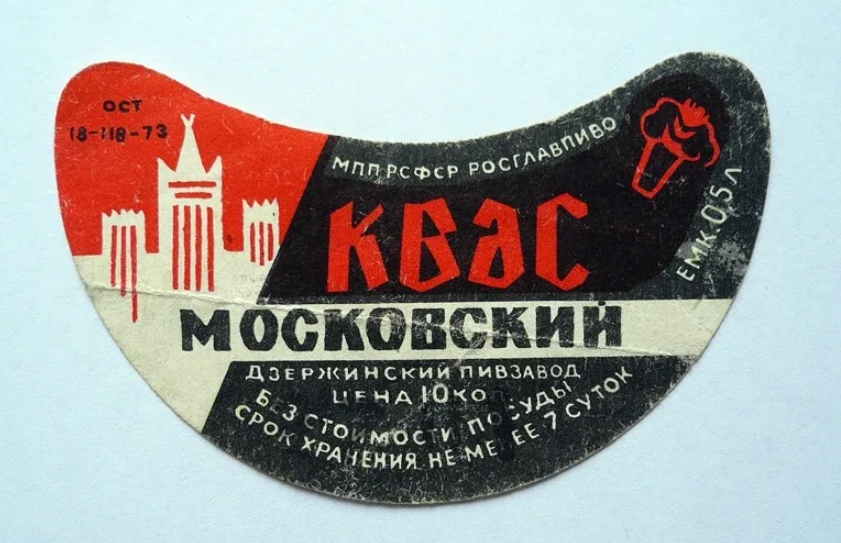 ОСТ
18-118-73
МПП РСФСР РОСГЛАВПИВО
ЕМК. 0,5 Л
КВАС
МОСКОВСКИЙ
ДЗЕРЖИНСКИЙ ПИВЗАВОД
ЦЕНА 10 КОП.
БЕЗ СТОИМОСТИ ПОСУДЫ
СРОК ХРАНЕНИЯ НЕ МЕНЕЕ 7 СУТОК